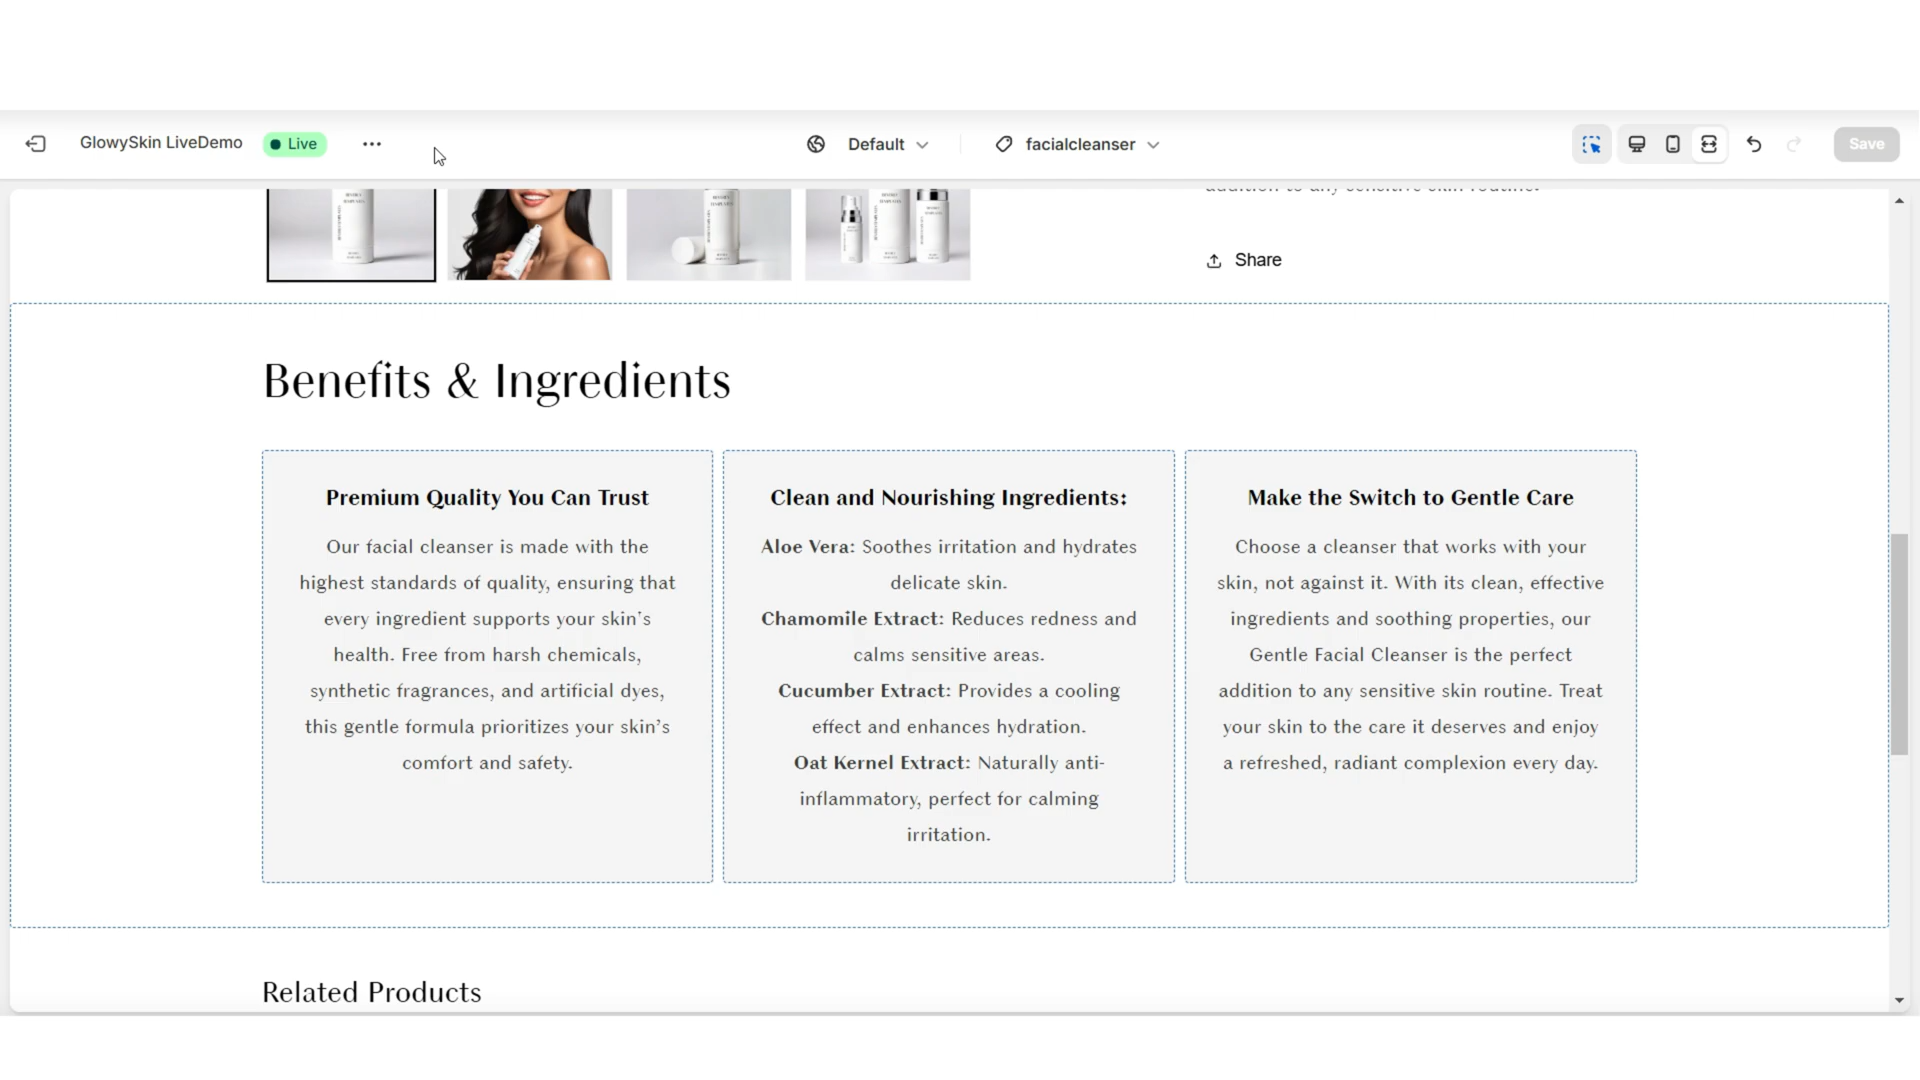 GlowySkin LiveDemo
Live
Default
facialcleanser
Save
addition to any sensitive skin routine.
Share
Benefits & Ingredients
Premium Quality You Can Trust
Our facial cleanser is made with the
highest standards of quality, ensuring that
every ingredient supports your skin's
health. Free from harsh chemicals,
synthetic fragrances, and artificial dyes,
this gentle formula prioritizes your skin's
comfort and safety.
Clean and Nourishing Ingredients:
Aloe Vera: Soothes irritation and hydrates
delicate skin.
Chamomile Extract: Reduces redness and
calms sensitive areas.
Cucumber Extract: Provides a cooling
effect and enhances hydration.
Oat Kernel Extract: Naturally anti-
inflammatory, perfect for calming
irritation.
Make the Switch to Gentle Care
Choose a cleanser that works with your
skin, not against it. With its clean, effective
ingredients and soothing properties, our
Gentle Facial Cleanser is the perfect
addition to any sensitive skin routine. Treat
your skin to the care it deserves and enjoy
a refreshed, radiant complexion every day.
Related Products